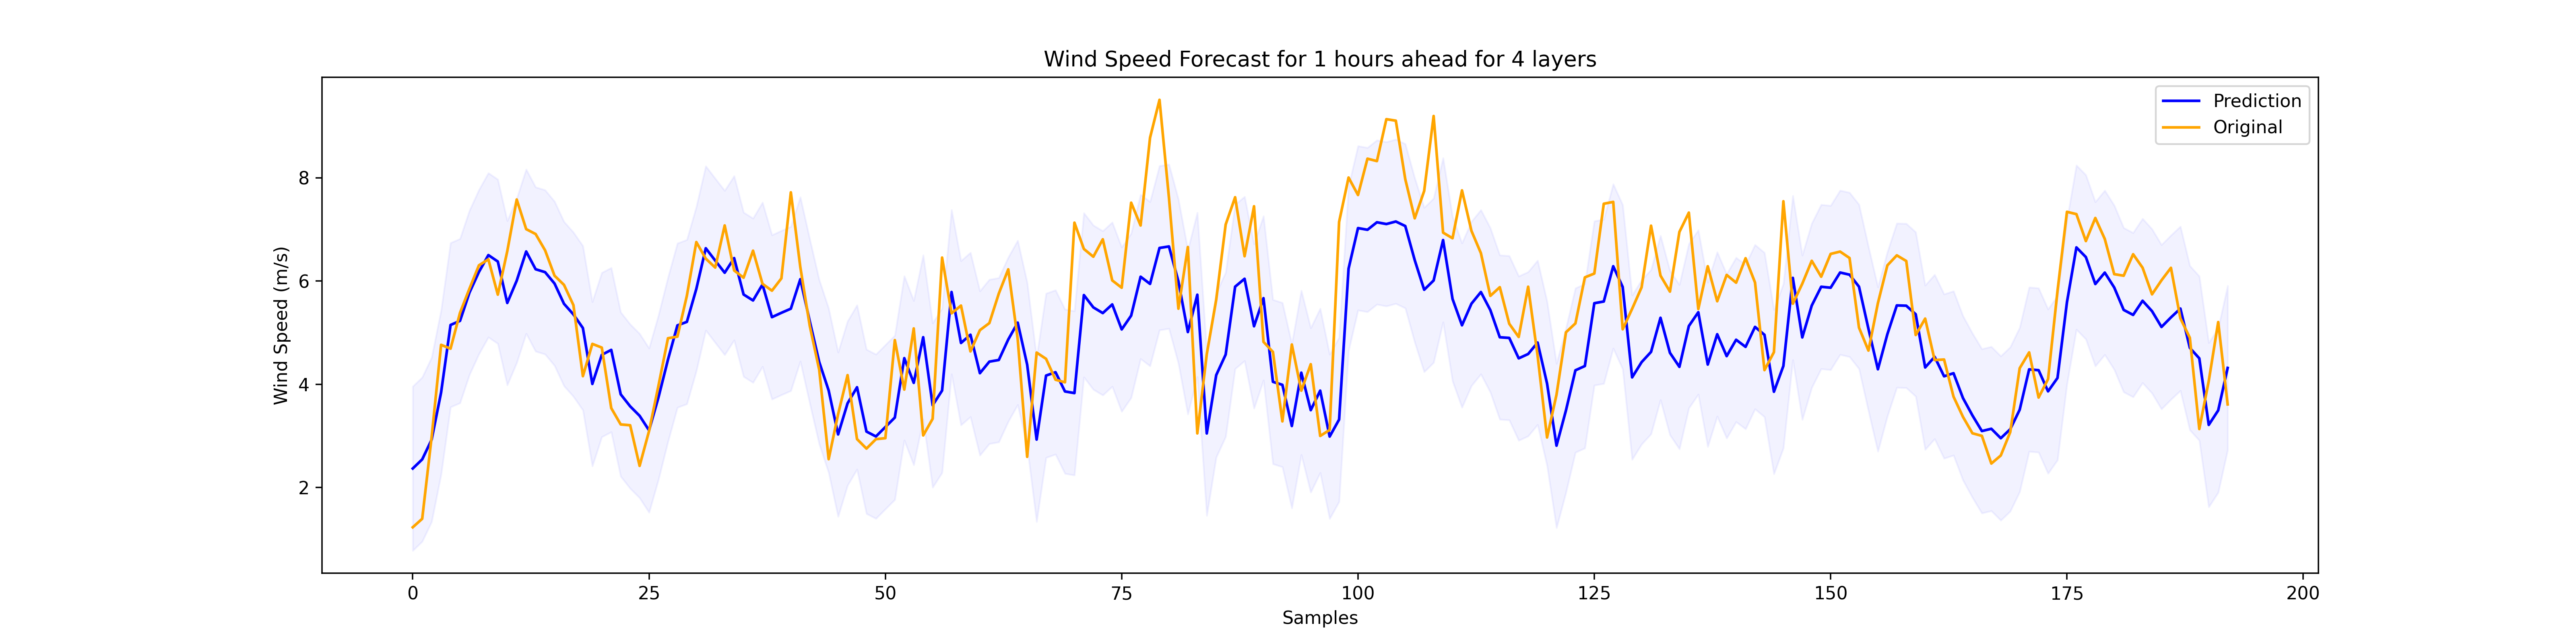 Wind Speed Forecast for 1 hours ahead for 4 layers
Prediction
Original
Wind Speed (m/s)
8
6
4
2
0 25 50 75 100 125 150 175 200
Samples